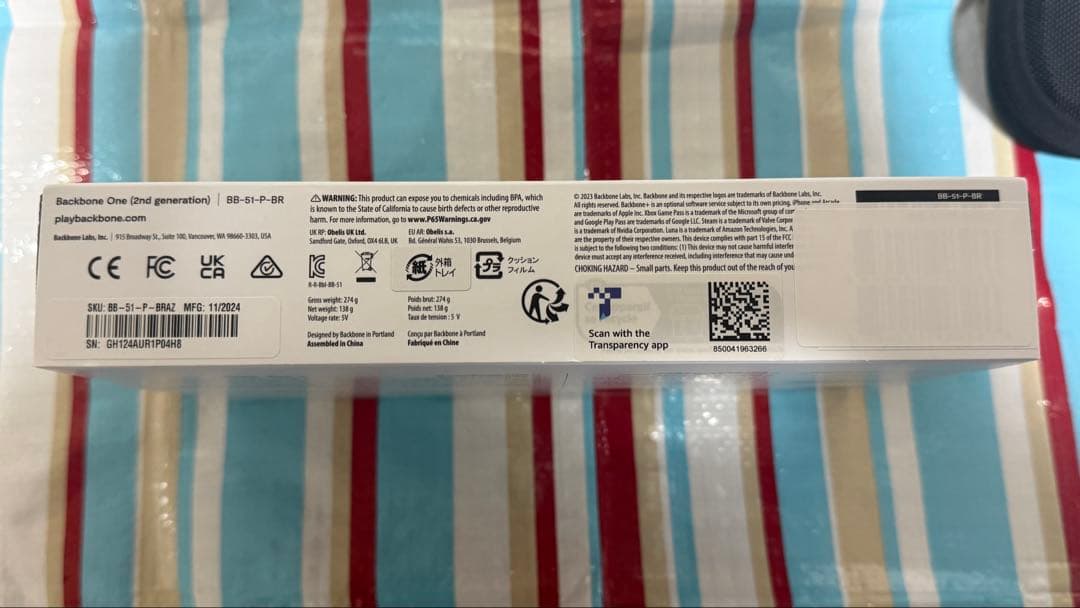 Backbone One (2nd generation) | BB-51-P-BR
playbackbone.com
Backbone Labs, Inc. | 915 Broadway St., Suite 100, Vancouver, WA 98660-3303, USA
CE FC UK CA
SKU: BB-51-P-BRAZ MFG: 11/2024
SN: GH124AUR1P04H8
⚠WARNING: This product can expose you to chemicals including BPA, which
is known to the State of California to cause birth defects or other reproductive
harm. For more information, go to www.P65Warnings.ca.gov
UK RP: Obelis UK Ltd.
Sandford Gate, Oxford, OX4 6LB, UK
EU AR: Obelis s.a.
Bd. Général Wahis 53, 1030 Brussels, Belgium
R-R-Bbl-BB-51
紙 外箱
トレイ
プラ クッション
フィルム
Gross weight: 274 g
Net weight: 138 g
Voltage rate: 5V
Poids brut: 274 g
Poids net: 138 g
Taux de tension : 5 V
Designed by Backbone in Portland
Assembled in China
Conçu par Backbone à Portland
Fabriqué en Chine
© 2023 Backbone Labs, Inc. Backbone and its respective logos are trademarks of Backbone Labs, Inc.
All rights reserved. Backbone+ is an optional software service subject to its own pricing. iPhone and Arcade
are trademarks of Apple Inc. Xbox Game Pass is a trademark of the Microsoft group of
and Google Play Pass are trademarks of Google LLC. Steam is a trademark of Valve
is a trademark of Nvidia Corporation. Luna is a trademark of Amazon Technologies, Inc.
are the property of their respective owners. This device complies with part 15 of the FCC
is subject to the following two conditions: (1) This device may not cause harmful
device must accept any interference received, including interference that may cause
CHOKING HAZARD – Small parts. Keep this product out of the reach of you
Scan with the
Transparency app
850041963266
BB-51-P-BR